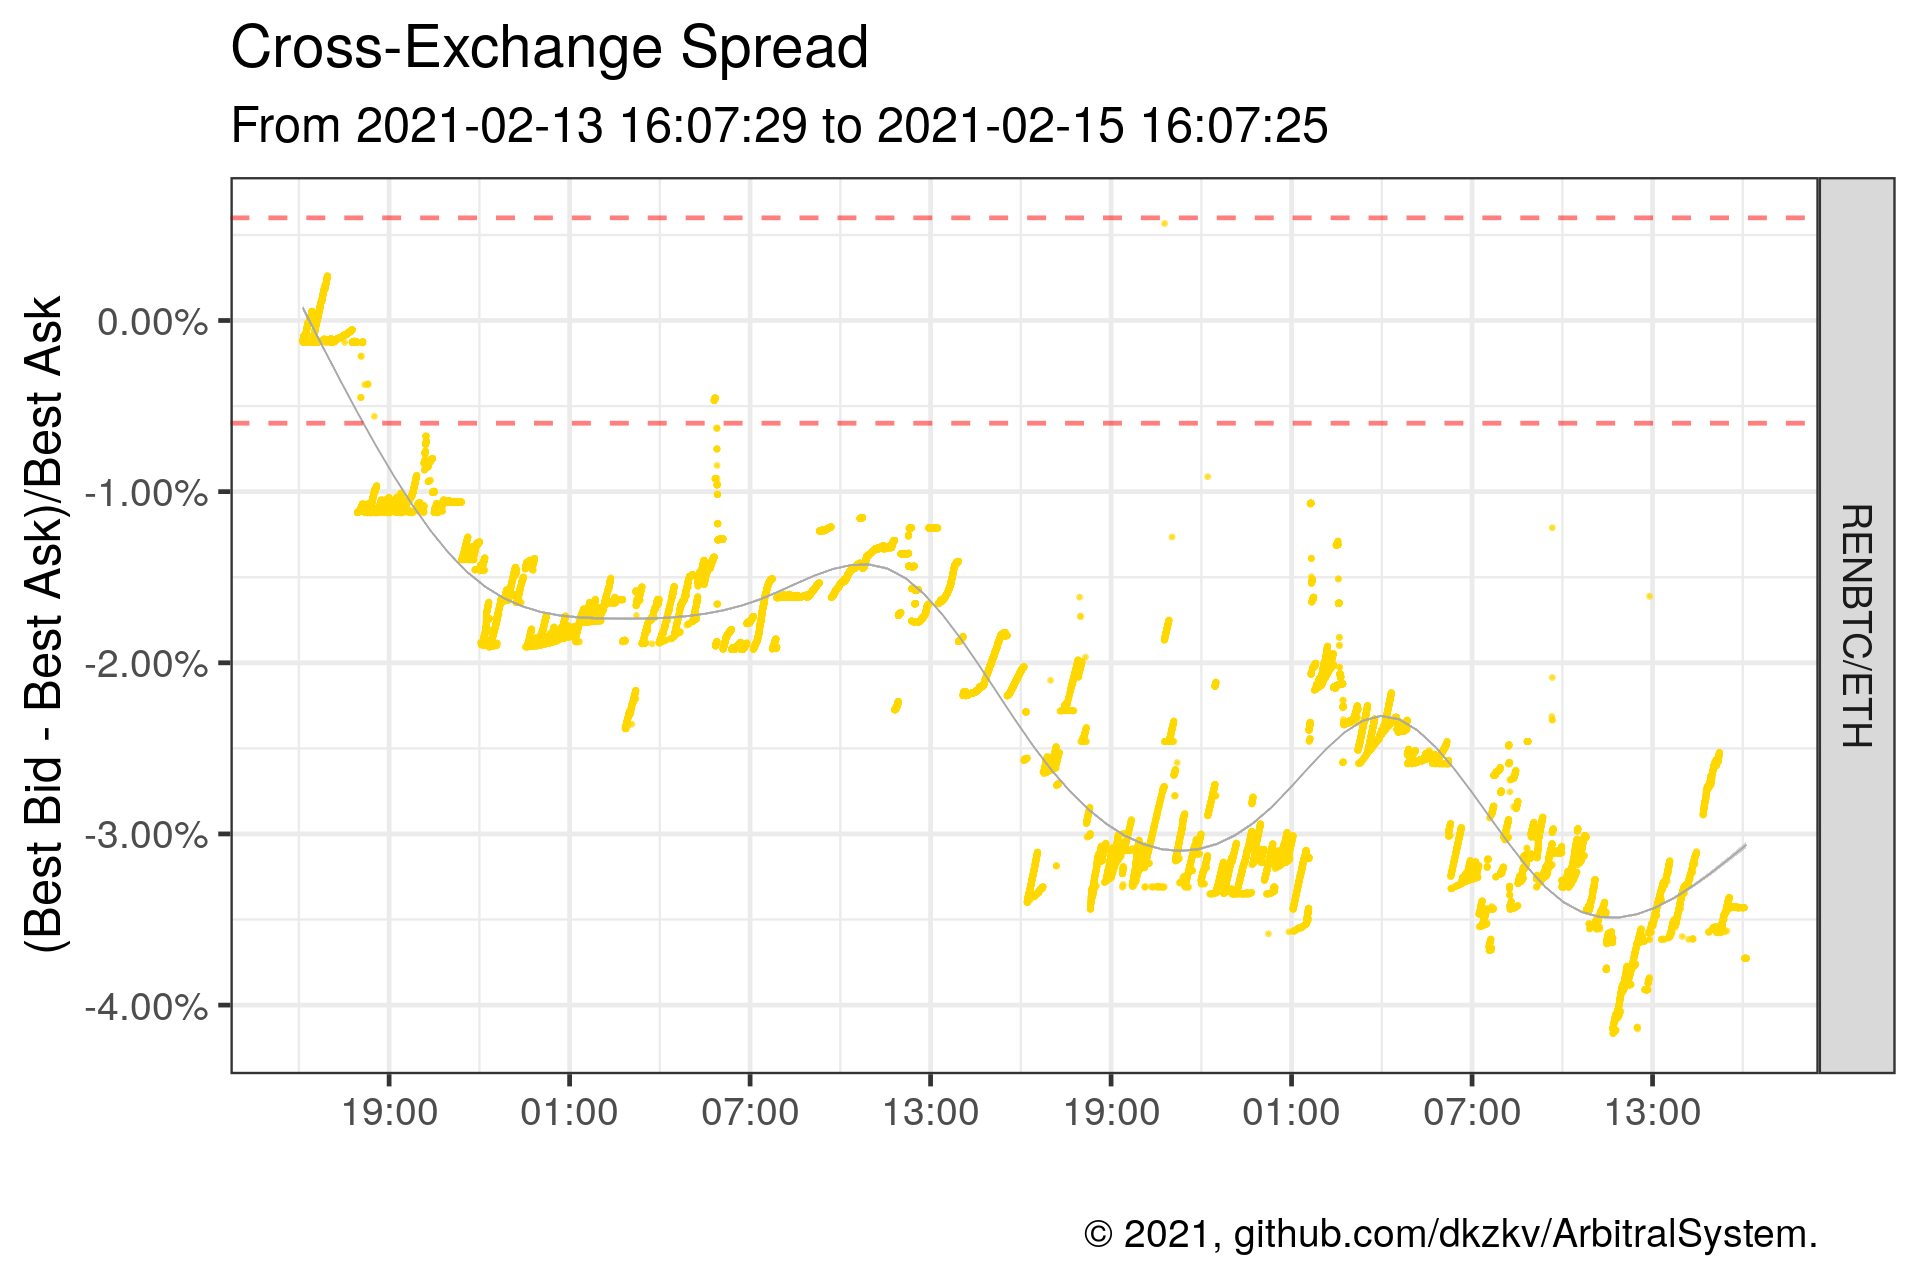 Cross-Exchange Spread
From 2021-02-13 16:07:29 to 2021-02-15 16:07:25
(Best Bid - Best Ask)/Best Ask
0.00%
-1.00%
-2.00%
-3.00%
-4.00%
RENBTC/ETH
19:00 01:00 07:00 13:00 19:00 01:00 07:00 13:00
© 2021, github.com/dkzkv/ArbitralSystem.